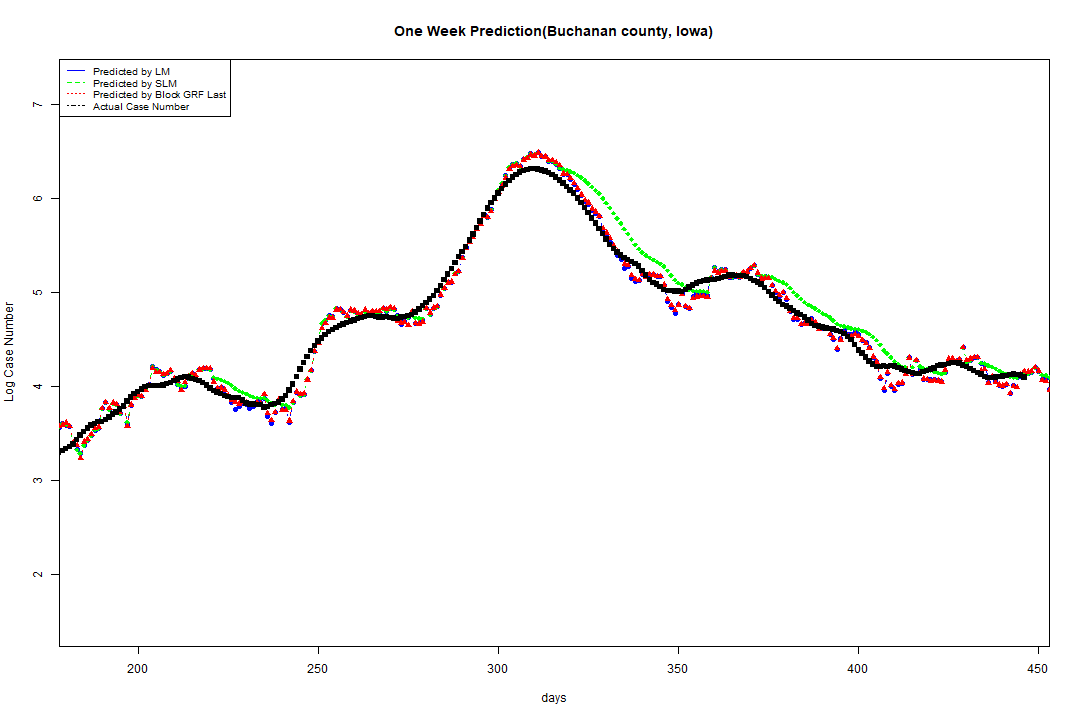 One Week Prediction(Buchanan county, Iowa)
Predicted by LM
Predicted by SLM
Predicted by Block GRF Last
Actual Case Number
7
6
5
4
3
2
Log Case Number
200 250 300 350 400 450
days